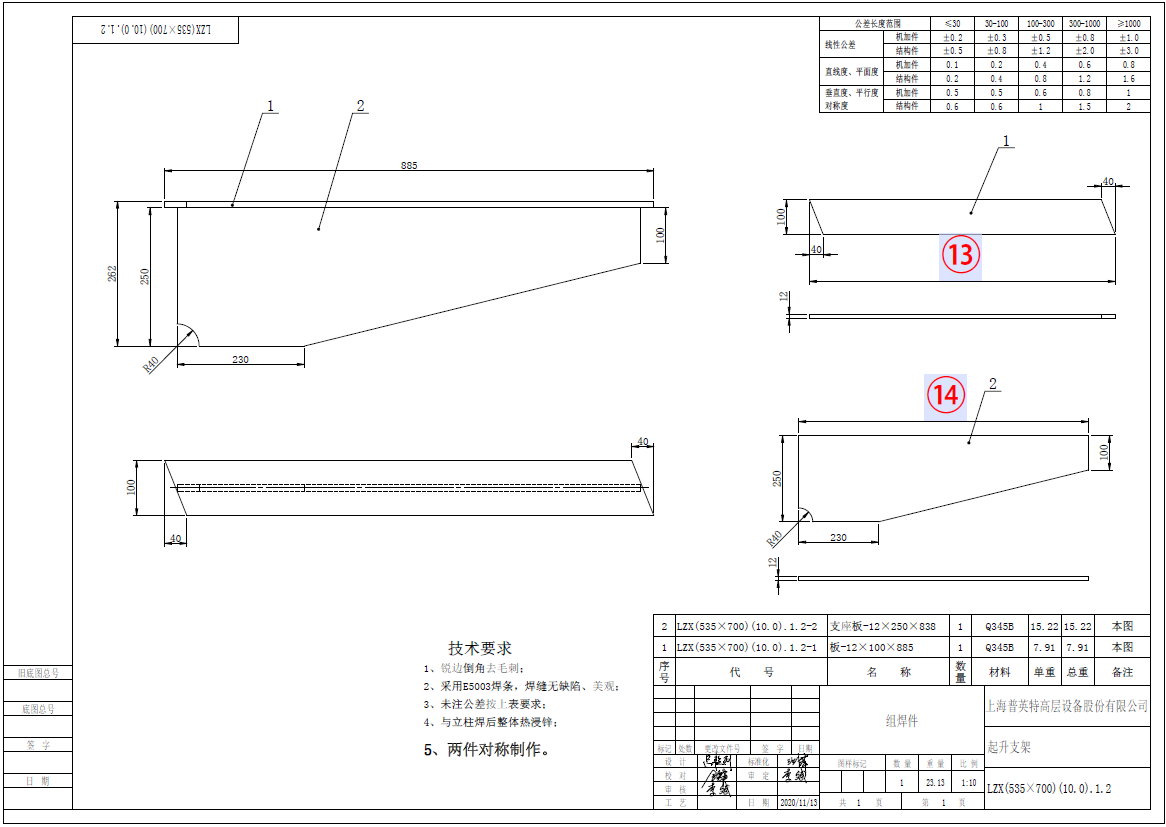 LZX(535×700)(10.0).1.2
公差长度范围 ≤30 30-100 100-300 300-1000 ≥1000
线性公差 机加件 ±0.2 ±0.3 ±0.5 ±0.8 ±1.0
结构件 ±0.5 ±0.8 ±1.2 ±2.0 ±3.0
直线度、平面度 机加件 0.1 0.2 0.4 0.6 0.8
结构件 0.2 0.4 0.8 1.2 1.6
垂直度、平行度 对称度 机加件 0.5 0.5 0.6 0.8 1
结构件 0.6 0.6 1 1.5 2
1 2
885
262
250
100
R40
230
100
40
40
1
40
100
40
13
12
14
2
250
100
R40
230
12
技术要求
1、锐边倒角去毛刺;
2、采用E5003焊条,焊缝无缺陷、美观;
3、未注公差按上表要求;
4、与立柱焊后整体热浸锌;
5、两件对称制作。
2 LZX(535×700)(10.0).1.2-2 支座板-12×250×838 1 Q345B 15.22 15.22 本图
1 LZX(535×700)(10.0).1.2-1 板-12×100×885 1 Q345B 7.91 7.91 本图
序号 代 号 名 称 数量 材料 单重 总重 备注
标记 处数 更改文件号 签 字 日期
设 计 标准化
校 对 审 定
审 核
工 艺 日 期 2020/11/13
组焊件
图样标记 数 量 重 量 比 例
1 23.13 1:10
共 1 页 第 1 页
上海普英特高层设备股份有限公司
起升支架
LZX(535×700)(10.0).1.2
旧底图总号
底图总号
签 字
日 期